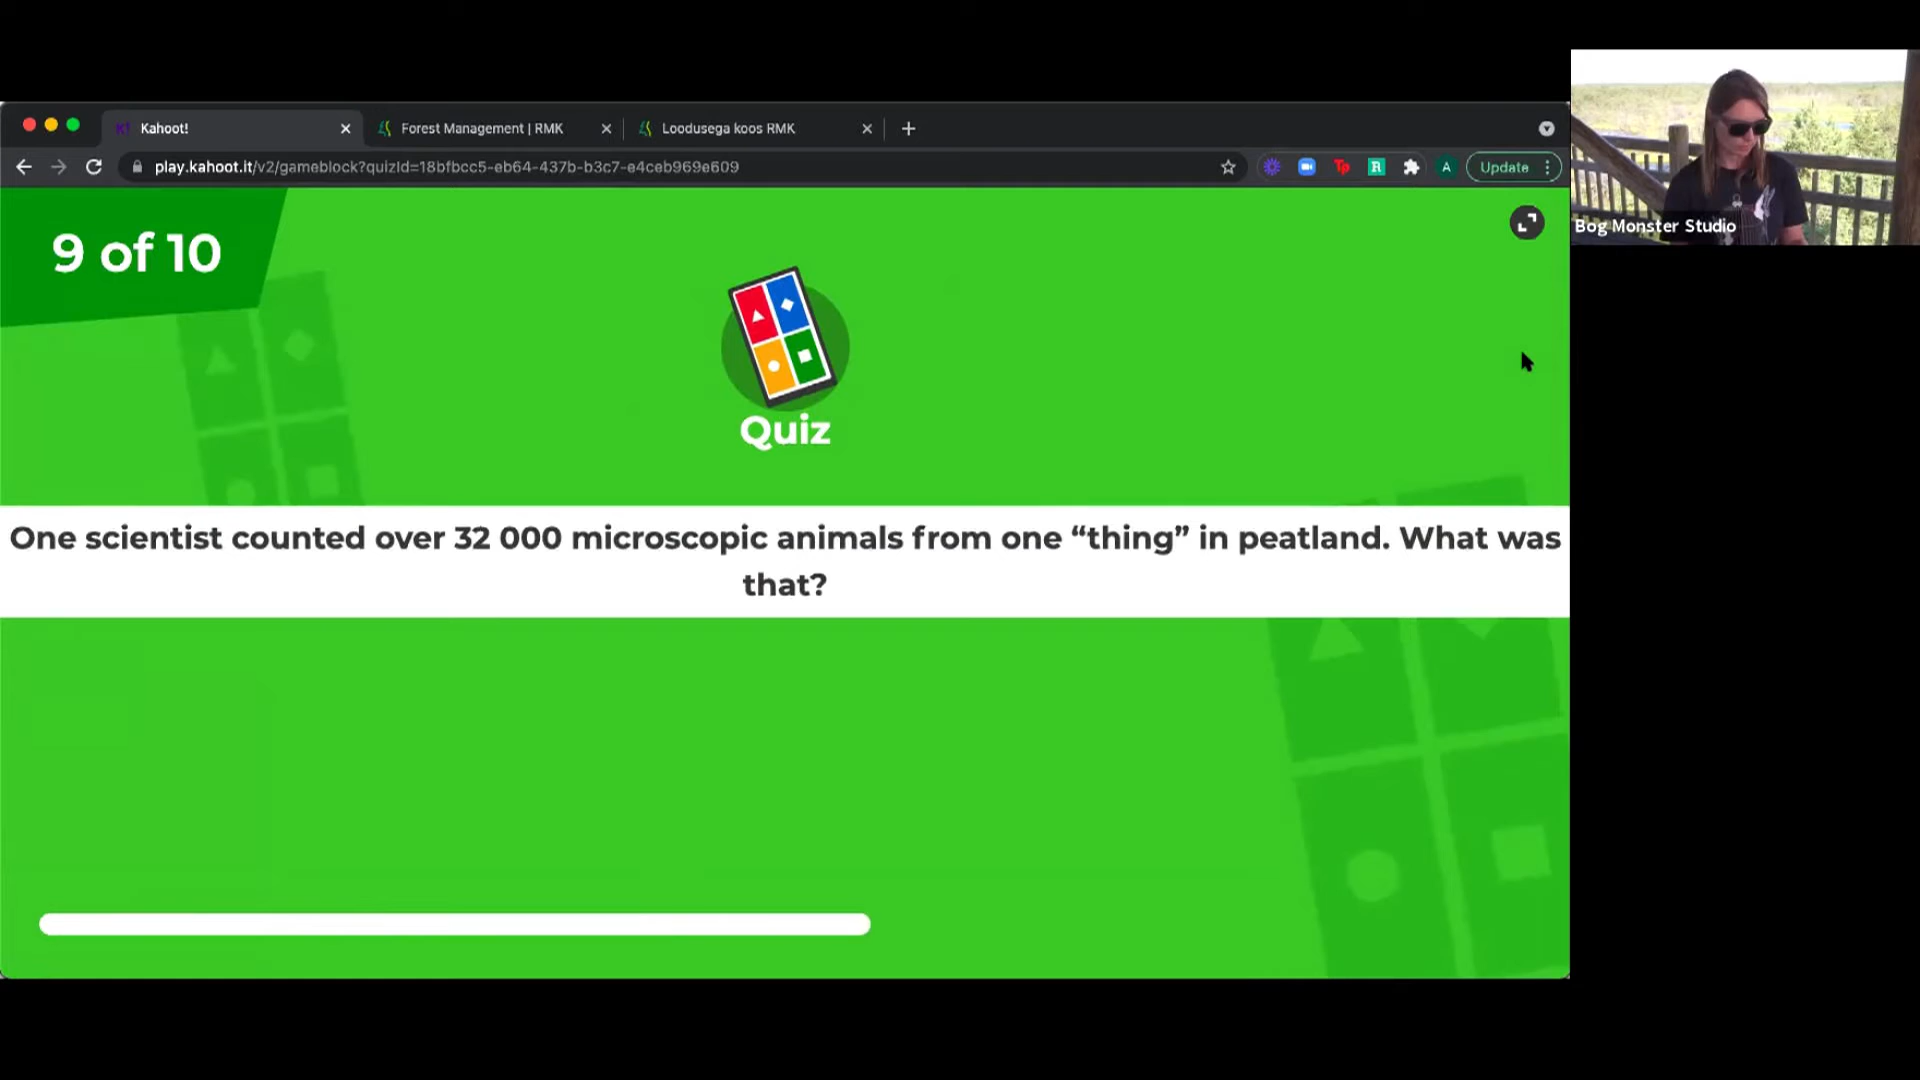 Kahoot!
Forest Management | RMK
Loodusega koos RMK
play.kahoot.it/v2/gameblock?quizId=18bfbcc5-eb64-437b-b3c7-e4ceb969e609
Tp
R
A
Update
9 of 10
Bog Monster Studio
Quiz
One scientist counted over 32 000 microscopic animals from one “thing” in peatland. What was
that?